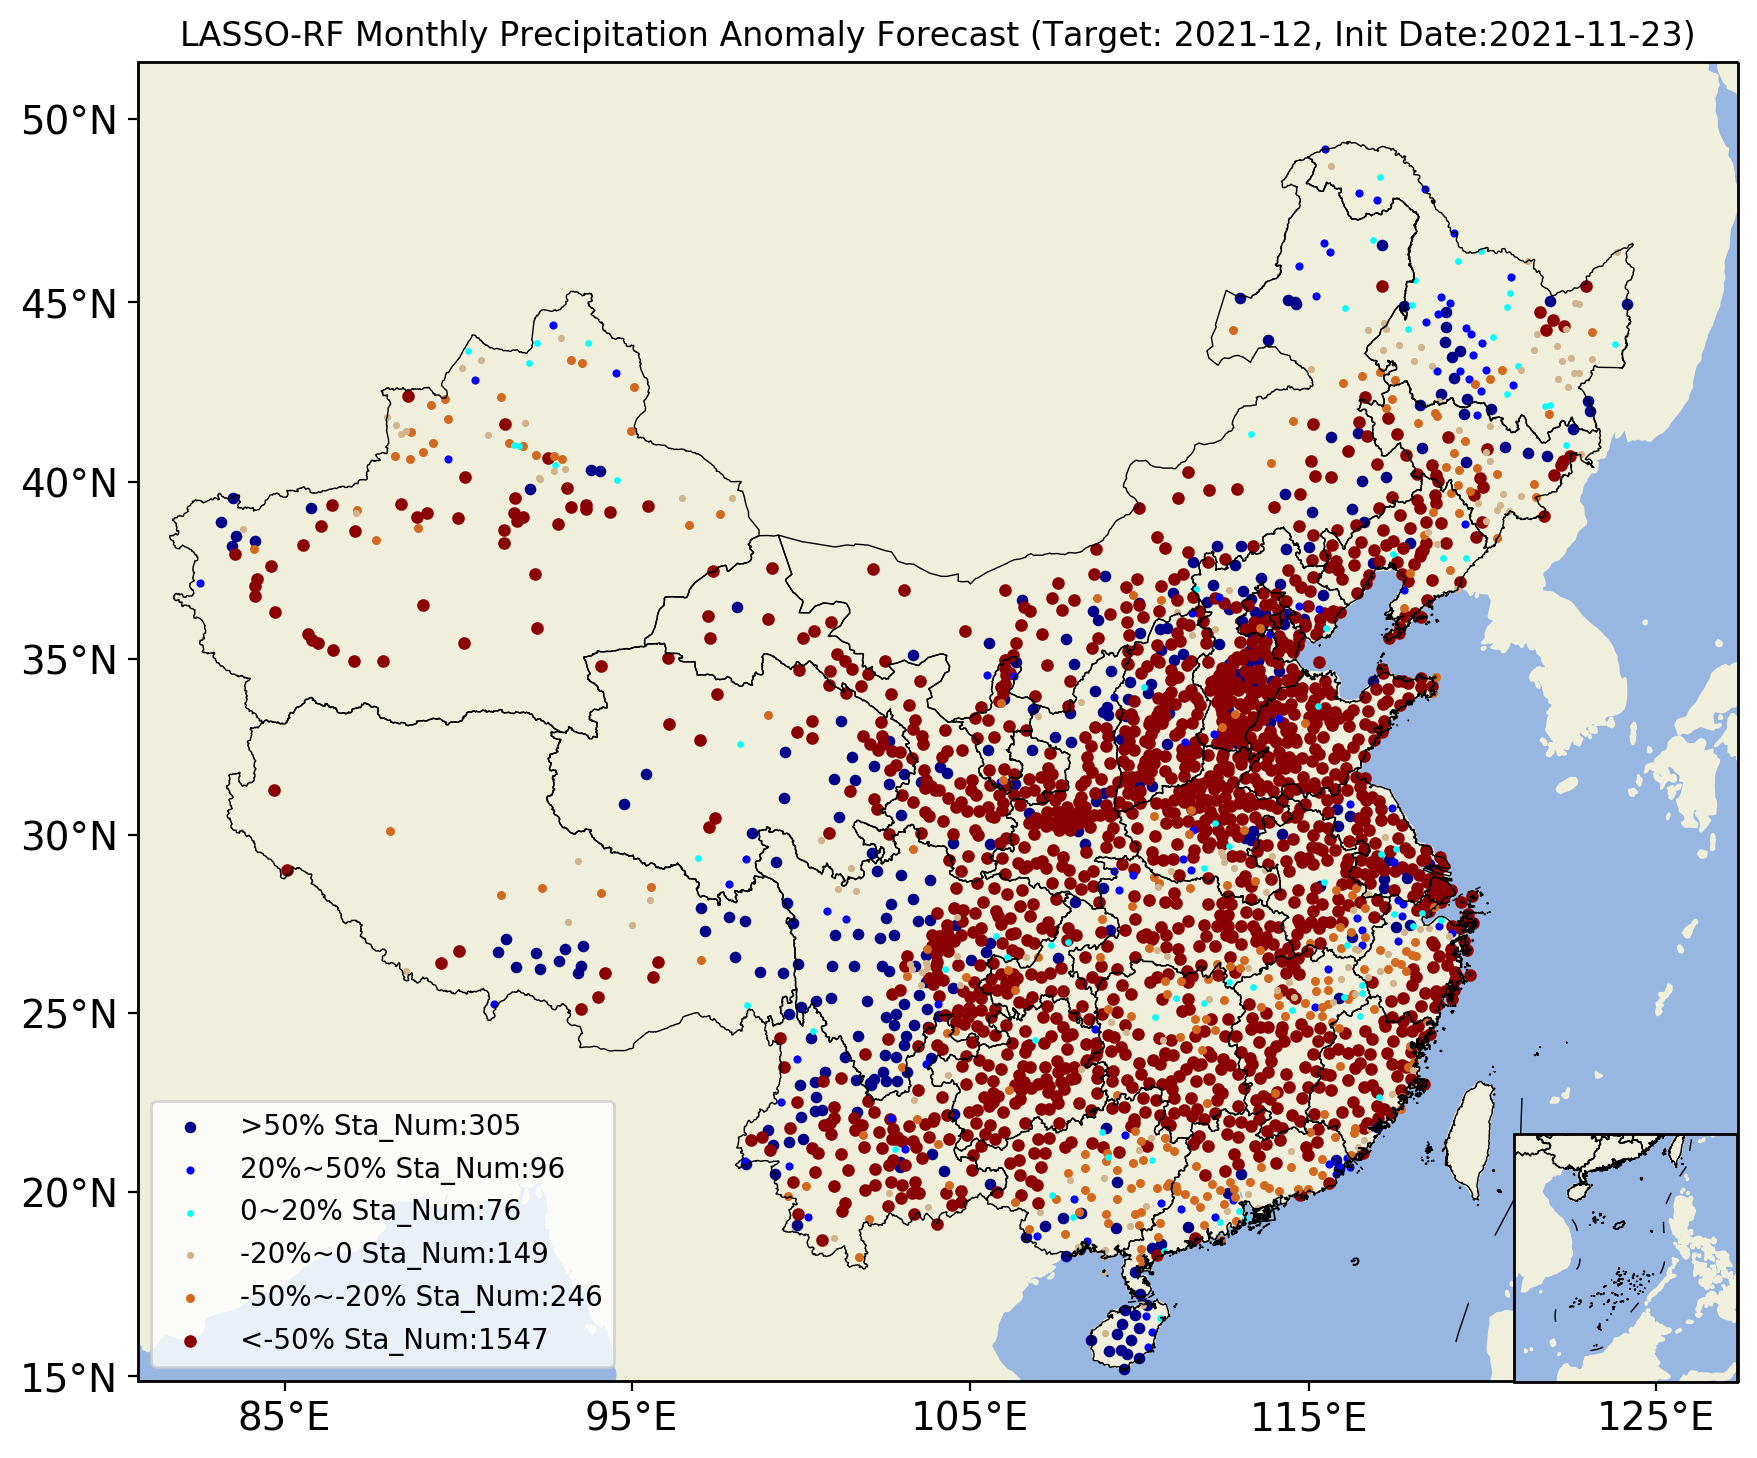 LASSO-RF Monthly Precipitation Anomaly Forecast (Target: 2021-12, Init Date:2021-11-23)
50°N
45°N
40°N
35°N
30°N
25°N
20°N
15°N
>50% Sta_Num:305
20%~50% Sta_Num:96
0~20% Sta_Num:76
-20%~0 Sta_Num:149
-50%~-20% Sta_Num:246
<-50% Sta_Num:1547
85°E 95°E 105°E 115°E 125°E